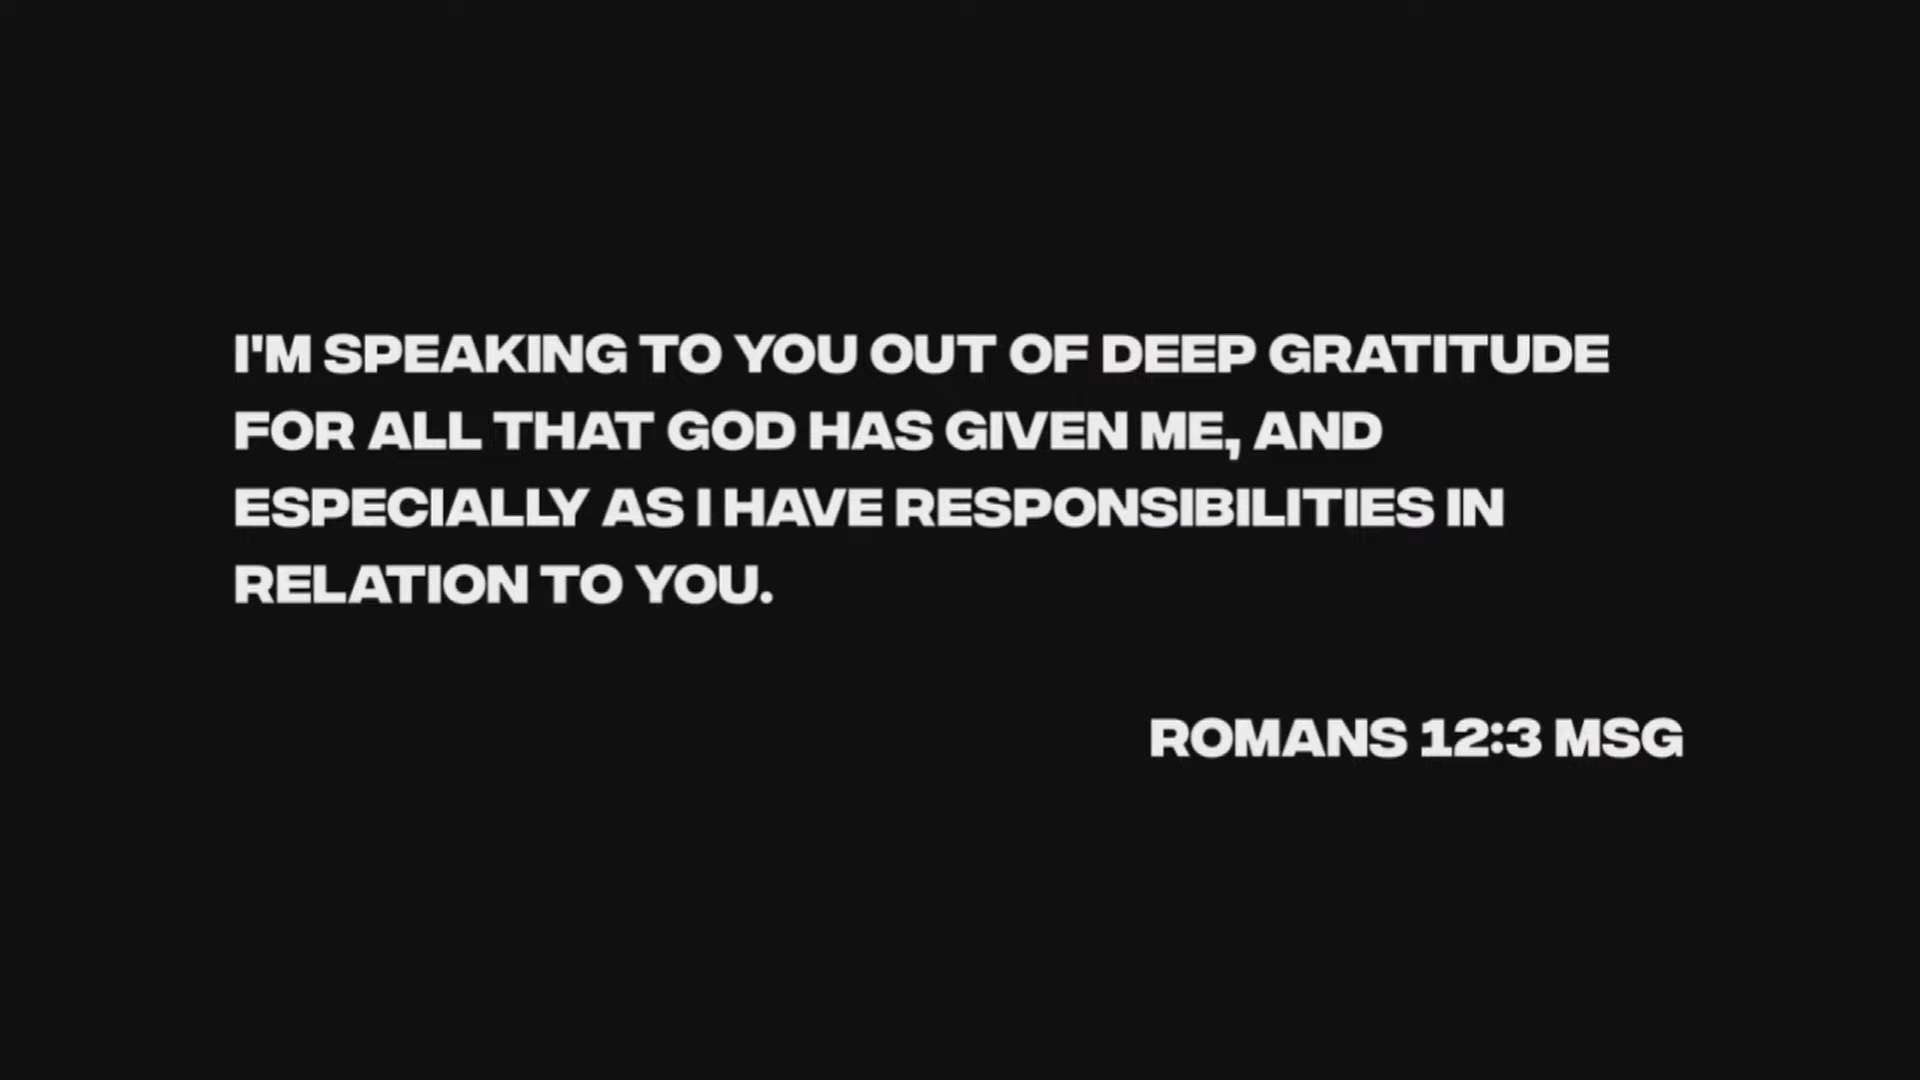 I'M SPEAKING TO YOU OUT OF DEEP GRATITUDE
FOR ALL THAT GOD HAS GIVEN ME, AND
ESPECIALLY AS I HAVE RESPONSIBILITIES IN
RELATION TO YOU.
ROMANS 12:3 MSG